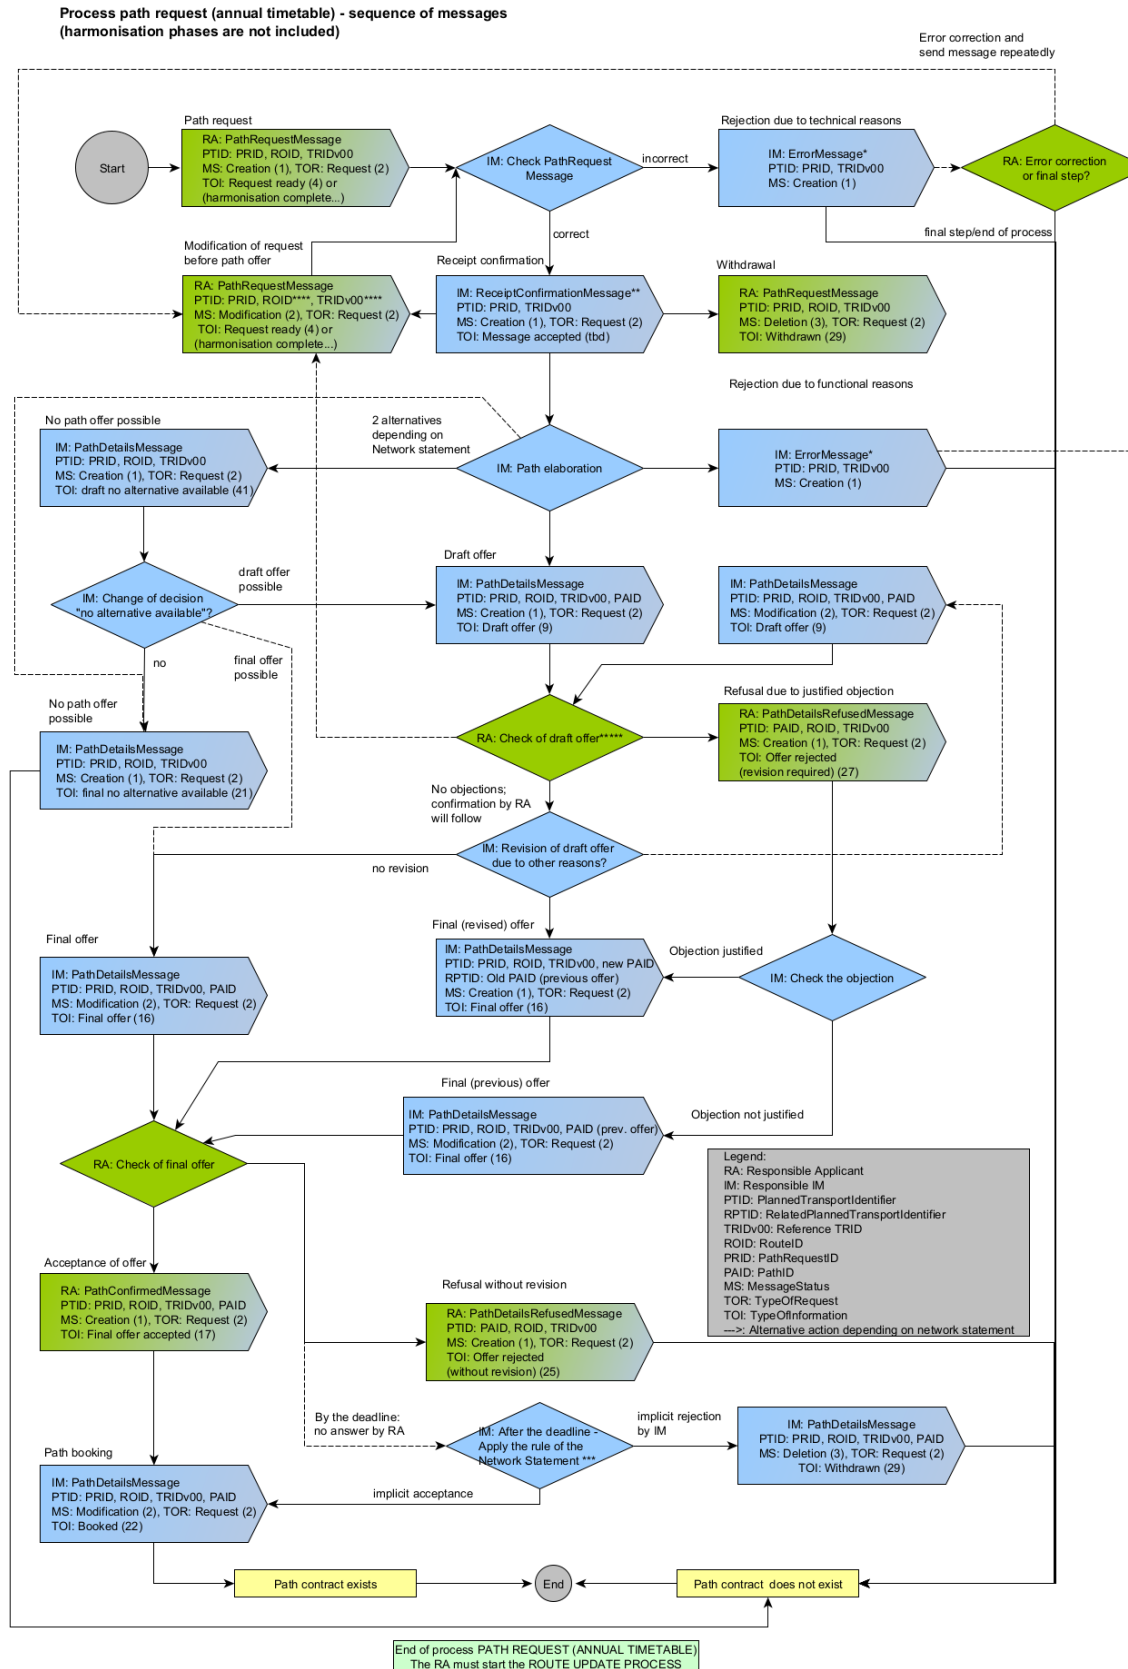 Process path request (annual timetable) - sequence of messages
(harmonisation phases are not included)
Error correction and
send message repeatedly
Path request
RA: PathRequestMessage
PTID: PRID, ROID, TRIDv00
MS: Creation (1), TOR: Request (2)
TOI: Request ready (4) or
(harmonisation complete...)
Start
IM: Check PathRequest
Message
incorrect
correct
Rejection due to technical reasons
IM: ErrorMessage*
PTID: PRID, TRIDv00
MS: Creation (1)
RA: Error correction
or final step?
final step/end of process
Modification of request
before path offer
RA: PathRequestMessage
PTID: PRID, ROID****, TRIDv00****
MS: Modification (2), TOR: Request (2)
TOI: Request ready (4) or
(harmonisation complete...)
Receipt confirmation
IM: ReceiptConfirmationMessage**
PTID: PRID, TRIDv00
MS: Creation (1), TOR: Request (2)
TOI: Message accepted (tbd)
Withdrawal
RA: PathRequestMessage
PTID: PRID, ROID, TRIDv00
MS: Deletion (3), TOR: Request (2)
TOI: Withdrawn (29)
Rejection due to functional reasons
No path offer possible
IM: PathDetailsMessage
PTID: PRID, ROID, TRIDv00
MS: Creation (1), TOR: Request (2)
TOI: draft no alternative available (41)
2 alternatives
depending on
Network statement
IM: Path elaboration
IM: ErrorMessage*
PTID: PRID, TRIDv00
MS: Creation (1)
IM: Change of decision
"no alternative available"?
draft offer
possible
no
final offer
possible
Draft offer
IM: PathDetailsMessage
PTID: PRID, ROID, TRIDv00, PAID
MS: Creation (1), TOR: Request (2)
TOI: Draft offer (9)
IM: PathDetailsMessage
PTID: PRID, ROID, TRIDv00, PAID
MS: Modification (2), TOR: Request (2)
TOI: Draft offer (9)
No path offer
possible
IM: PathDetailsMessage
PTID: PRID, ROID, TRIDv00
MS: Creation (1), TOR: Request (2)
TOI: final no alternative available (21)
RA: Check of draft offer*****
Refusal due to justified objection
RA: PathDetailsRefusedMessage
PTID: PAID, ROID, TRIDv00
MS: Creation (1), TOR: Request (2)
TOI: Offer rejected
(revision required) (27)
No objections;
confirmation by RA
will follow
IM: Revision of draft offer
due to other reasons?
no revision
Final offer
IM: PathDetailsMessage
PTID: PRID, ROID, TRIDv00, PAID
MS: Modification (2), TOR: Request (2)
TOI: Final offer (16)
Final (revised) offer
IM: PathDetailsMessage
PTID: PRID, ROID, TRIDv00, new PAID
RPTID: Old PAID (previous offer)
MS: Creation (1), TOR: Request (2)
TOI: Final offer (16)
Objection justified
IM: Check the objection
Final (previous) offer
IM: PathDetailsMessage
PTID: PRID, ROID, TRIDv00, PAID (prev. offer)
MS: Modification (2), TOR: Request (2)
TOI: Final offer (16)
Objection not justified
RA: Check of final offer
Legend:
RA: Responsible Applicant
IM: Responsible IM
PTID: PlannedTransportIdentifier
RPTID: RelatedPlannedTransportIdentifier
TRIDv00: Reference TRID
ROID: RouteID
PRID: PathRequestID
PAID: PathID
MS: MessageStatus
TOR: TypeOfRequest
TOI: TypeOfInformation
--->: Alternative action depending on network statement
Acceptance of offer
RA: PathConfirmedMessage
PTID: PRID, ROID, TRIDv00, PAID
MS: Creation (1), TOR: Request (2)
TOI: Final offer accepted (17)
Refusal without revision
RA: PathDetailsRefusedMessage
PTID: PAID, ROID, TRIDv00
MS: Creation (1), TOR: Request (2)
TOI: Offer rejected
(without revision) (25)
By the deadline:
no answer by RA
IM: After the deadline -
Apply the rule of the
Network Statement ***
implicit rejection
by IM
IM: PathDetailsMessage
PTID: PRID, ROID, TRIDv00, PAID
MS: Deletion (3), TOR: Request (2)
TOI: Withdrawn (29)
Path booking
IM: PathDetailsMessage
PTID: PRID, ROID, TRIDv00, PAID
MS: Modification (2), TOR: Request (2)
TOI: Booked (22)
implicit acceptance
Path contract exists
End
Path contract does not exist
End of process PATH REQUEST (ANNUAL TIMETABLE)
The RA must start the ROUTE UPDATE PROCESS